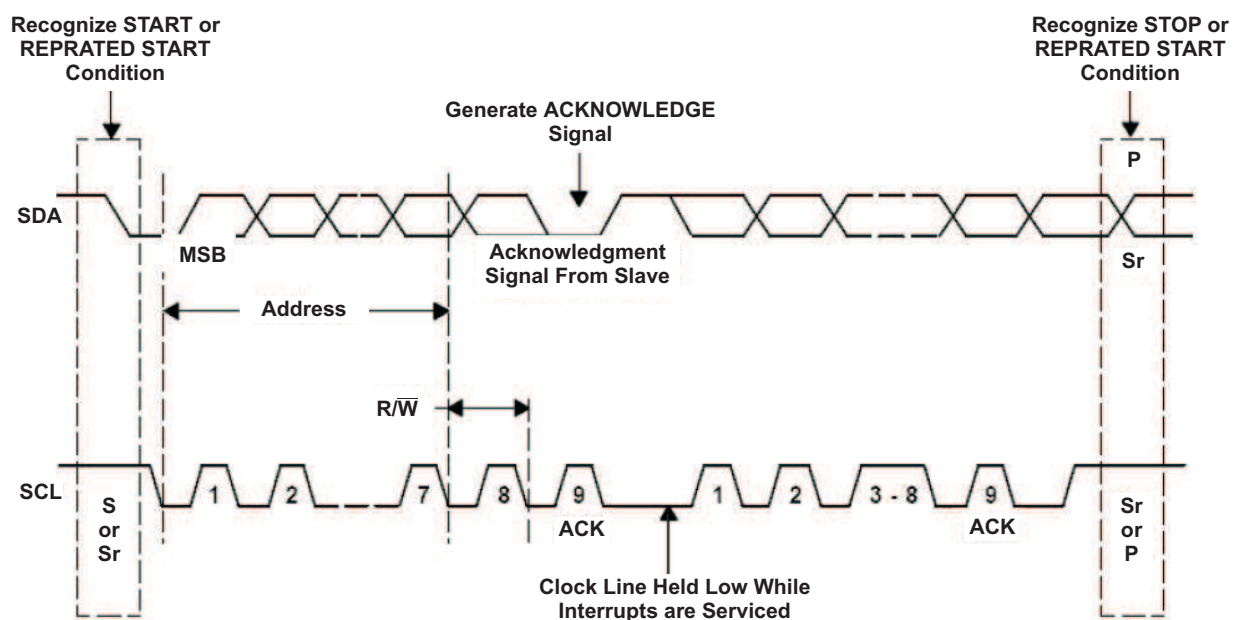 Recognize START or
REPRATED START
Condition
Recognize STOP or
REPRATED START
Condition
Generate ACKNOWLEDGE
Signal
P
SDA
MSB
Acknowledgment
Signal From Slave
Sr
Address
R/W̅
SCL
S
or
Sr
1
2
7
8
9
ACK
1
2
3 - 8
9
ACK
Sr
or
P
Clock Line Held Low While
Interrupts are Serviced